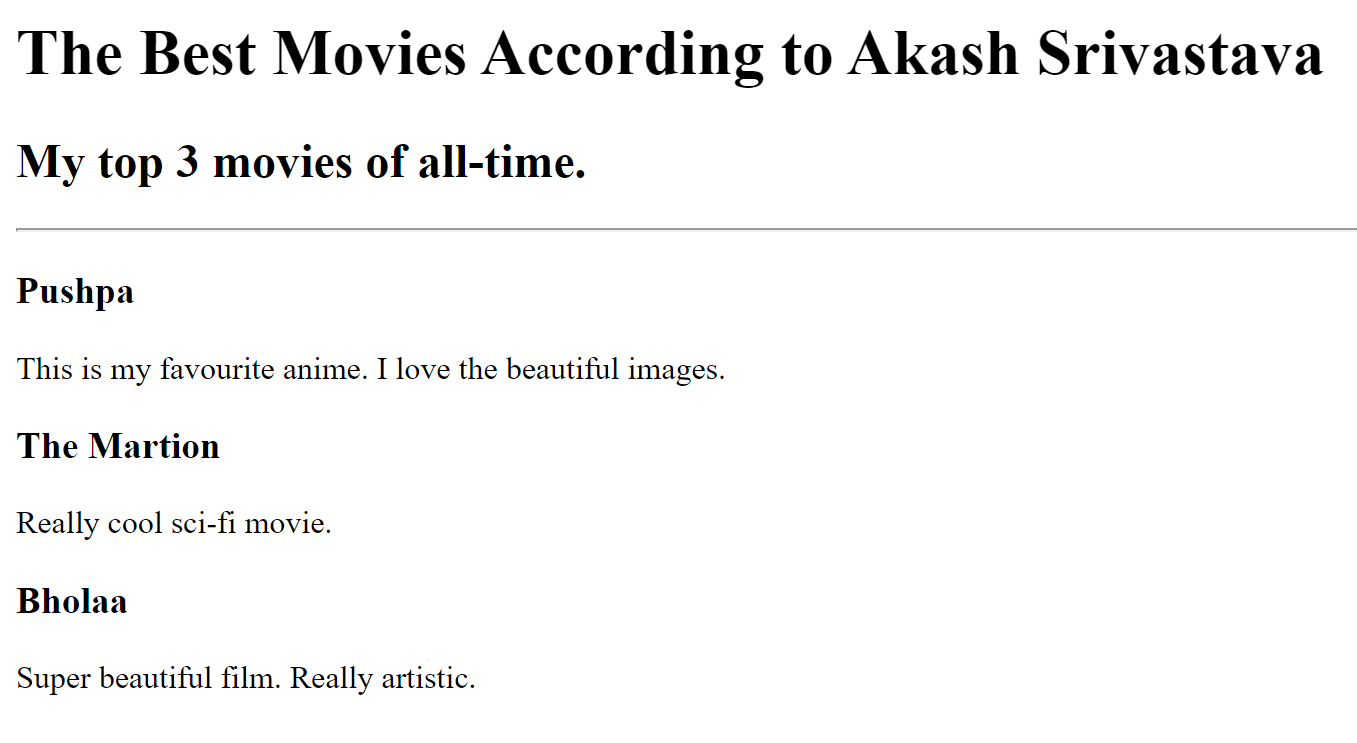 The Best Movies According to Akash Srivastava
My top 3 movies of all-time.
Pushpa
This is my favourite anime. I love the beautiful images.
The Martion
Really cool sci-fi movie.
Bholaa
Super beautiful film. Really artistic.